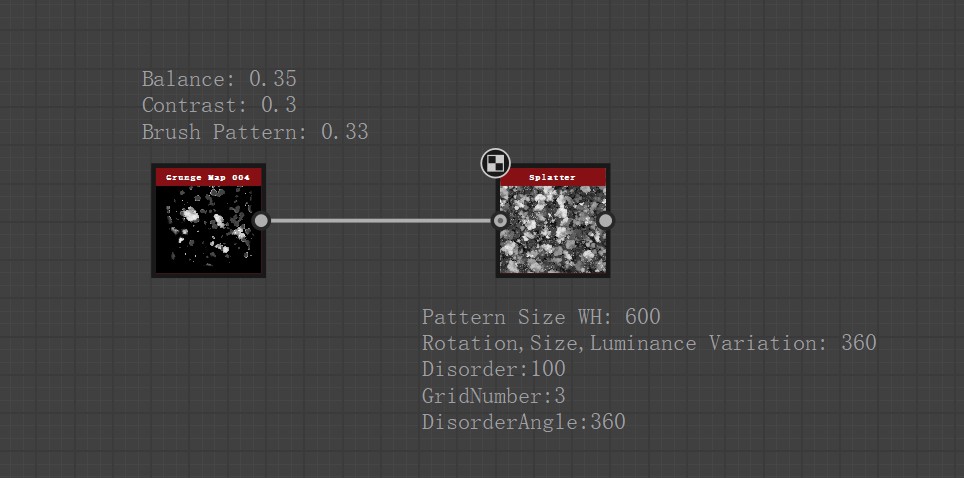 Balance: 0.35
Contrast: 0.3
Brush Pattern: 0.33
Grunge Map 004
Splatter
Pattern Size WH: 600
Rotation,Size,Luminance Variation: 360
Disorder:100
GridNumber:3
DisorderAngle:360